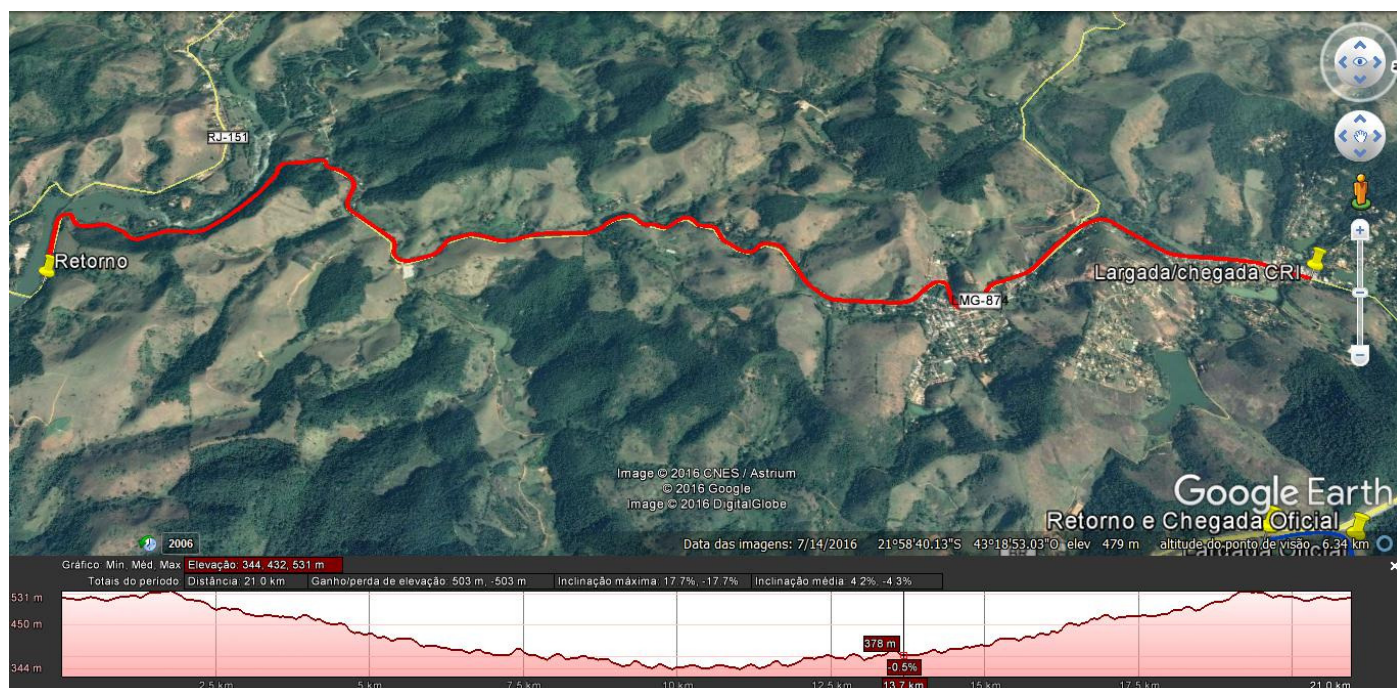 RJ-151
Retorno
Largada/chegada CRI
LMG-874
Image © 2016 CNES / Astrium
© 2016 Google
Image © 2016 DigitalGlobe
Google Earth
Retorno e Chegada Oficial
2006
Data das imagens: 7/14/2016 21°58'40.13"S 43°18'53.03"O elev 479 m altitude do ponto de visão 6.34 km
Gráfico: Min, Méd, Max Elevação: 344, 432, 531 m
Totais do período: Distância: 21.0 km Ganho/perda de elevação: 503 m, -503 m Inclinação máxima: 17.7%, -17.7% Inclinação média: 4.2%, -4.3%
531 m
450 m
344 m
378 m
-0.5%
2.5 km 5 km 7.5 km 10 km 12.5 km 13.7 km 15 km 17.5 km 21.0 km